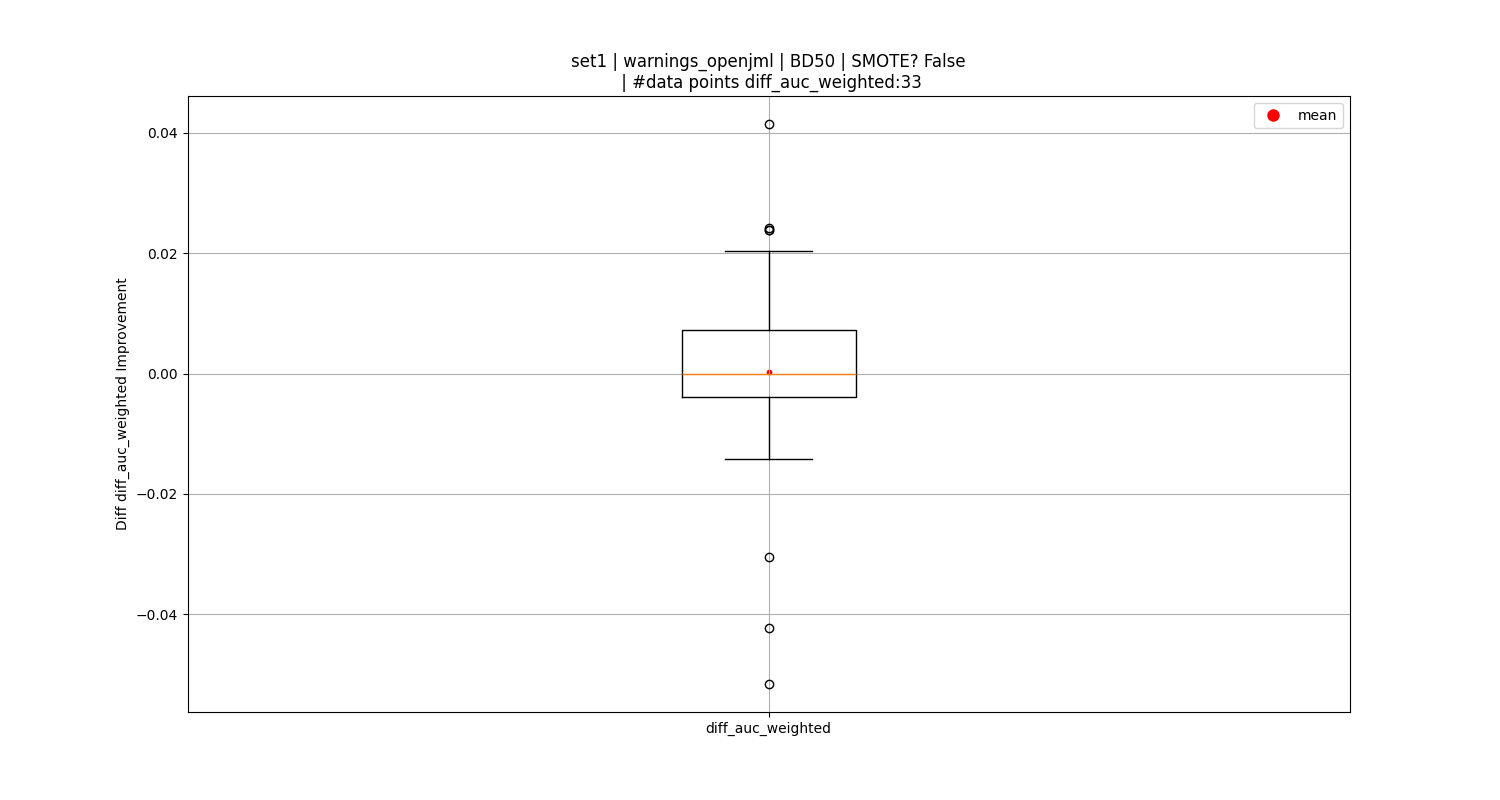 set1 | warnings_openjml | BD50 | SMOTE? False
| #data points diff_auc_weighted:33
mean
0.04
0.02
0.00
−0.02
−0.04
Diff diff_auc_weighted Improvement
diff_auc_weighted